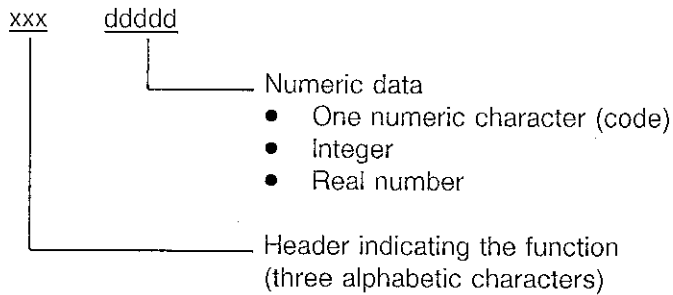 xxx ddddd
Numeric data
• One numeric character (code)
• Integer
• Real number
Header indicating the function
(three alphabetic characters)